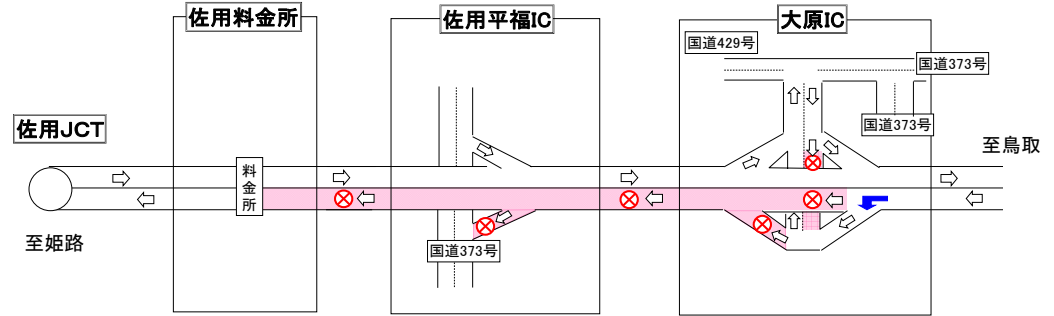 佐用料金所
佐用平福IC
大原IC
国道429号
国道373号
国道373号
佐用JCT
至鳥取
料金所
至姫路
国道373号